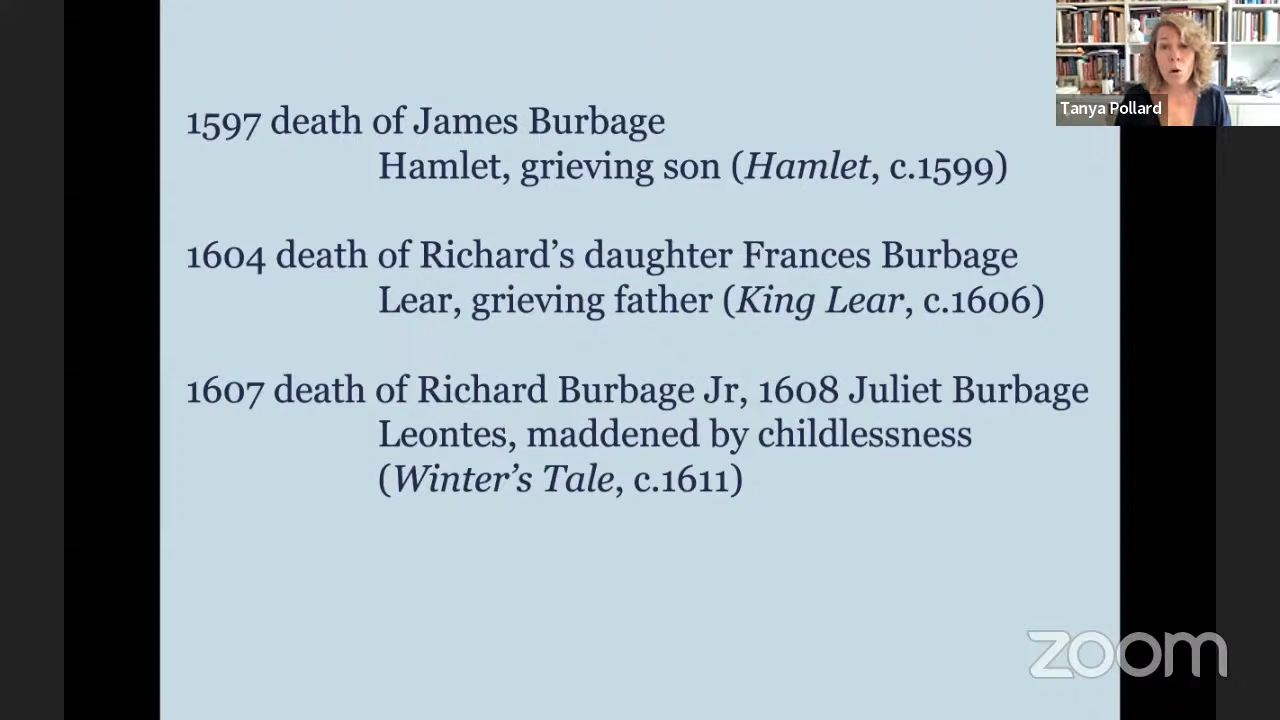 1597 death of James Burbage
Hamlet, grieving son (Hamlet, c.1599)
1604 death of Richard’s daughter Frances Burbage
Lear, grieving father (King Lear, c.1606)
1607 death of Richard Burbage Jr, 1608 Juliet Burbage
Leontes, maddened by childlessness
(Winter’s Tale, c.1611)
Tanya Pollard
zoom